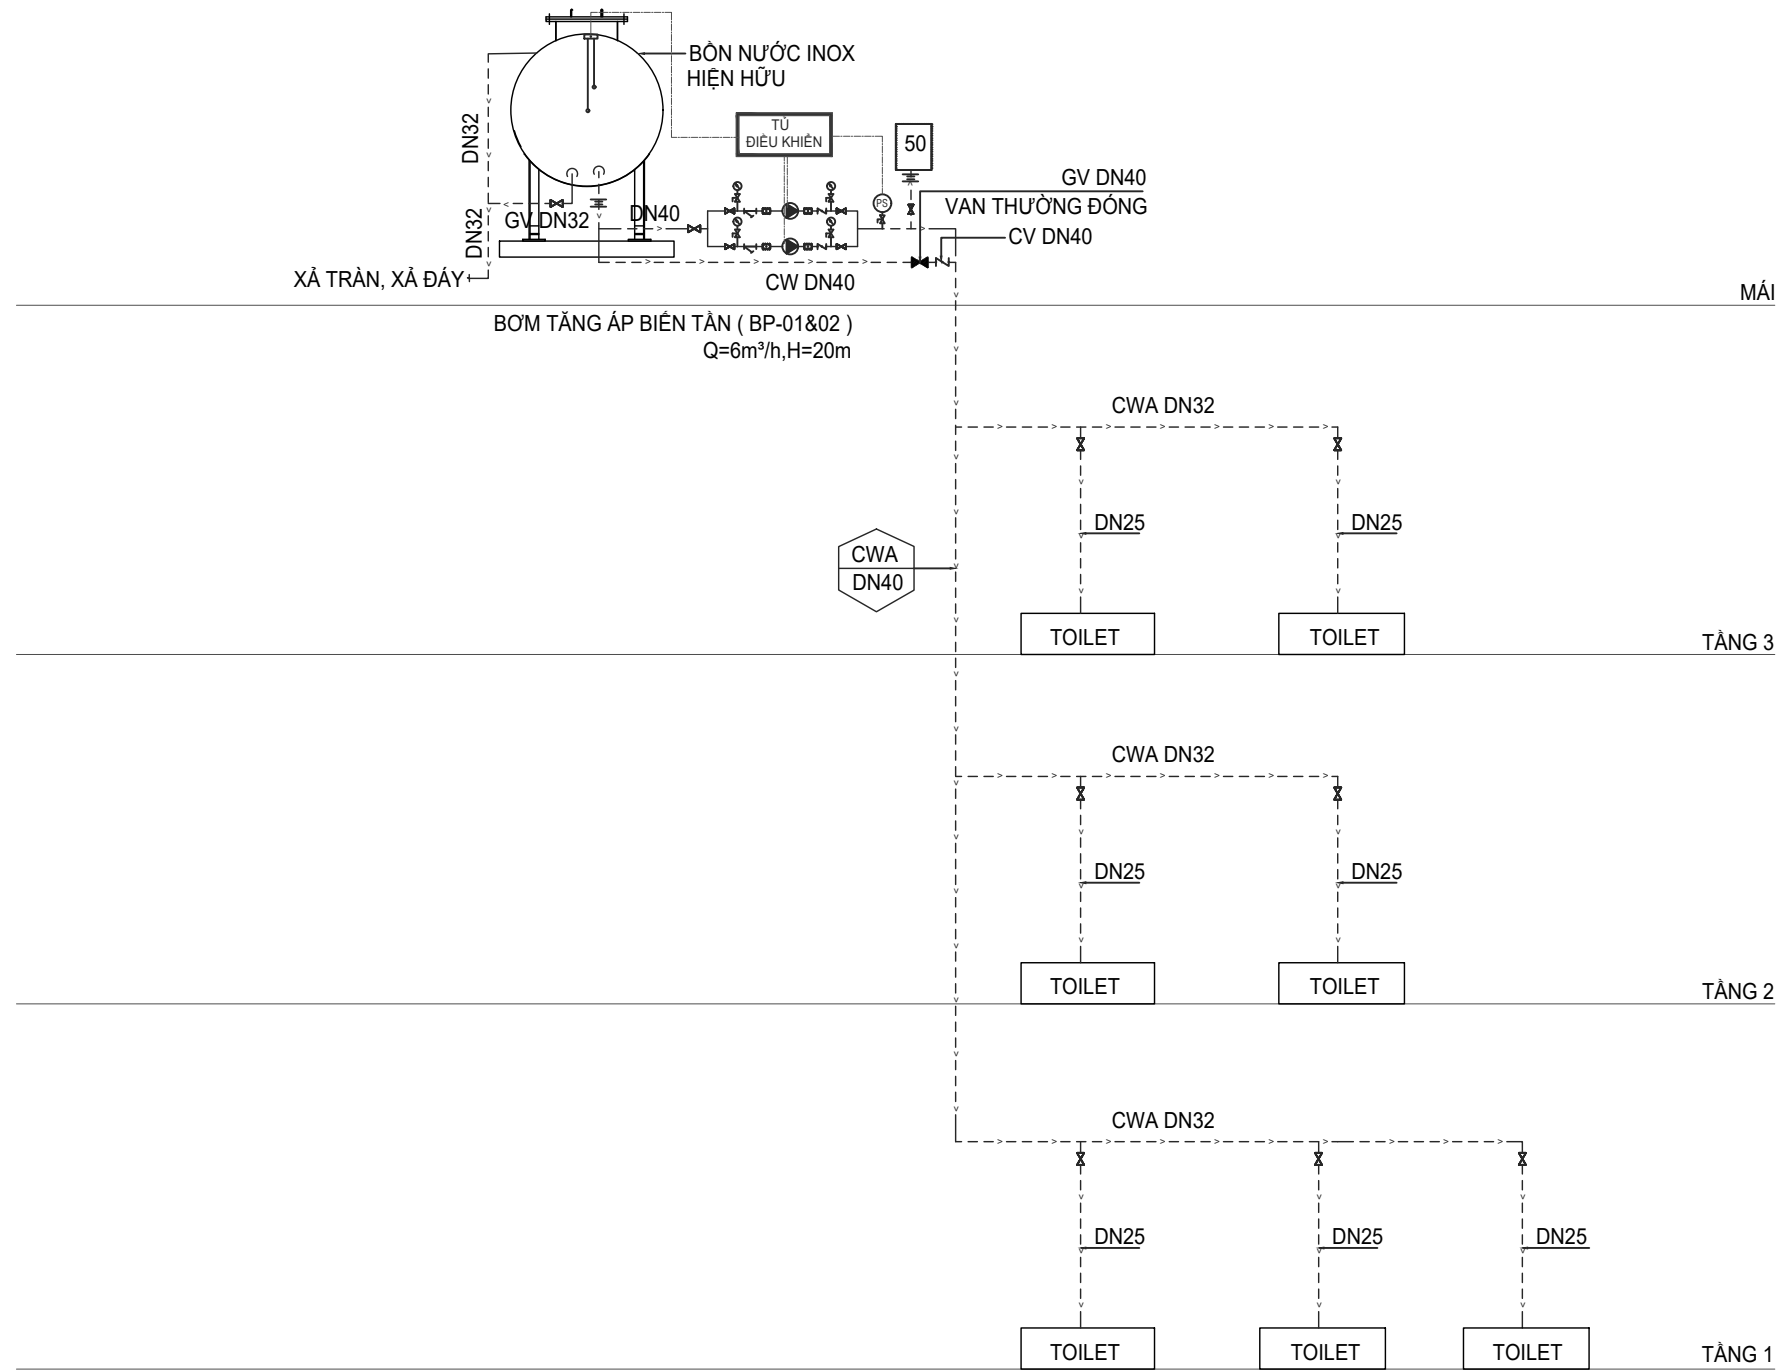 BỒN NƯỚC INOX
HIỆN HỮU
DN32
TỦ
ĐIỀU KHIỂN
50
GV DN40
VAN THƯỜNG ĐÓNG
PS
GV DN32
DN40
DN32
CV DN40
XẢ TRÀN, XẢ ĐÁY
CW DN40
MÁI
BƠM TĂNG ÁP BIẾN TẦN ( BP-01&02 )
Q=6m³/h,H=20m
CWA DN32
DN25
DN25
CWA
DN40
TOILET
TOILET
TẦNG 3
CWA DN32
DN25
DN25
TOILET
TOILET
TẦNG 2
CWA DN32
DN25
DN25
DN25
TOILET
TOILET
TOILET
TẦNG 1